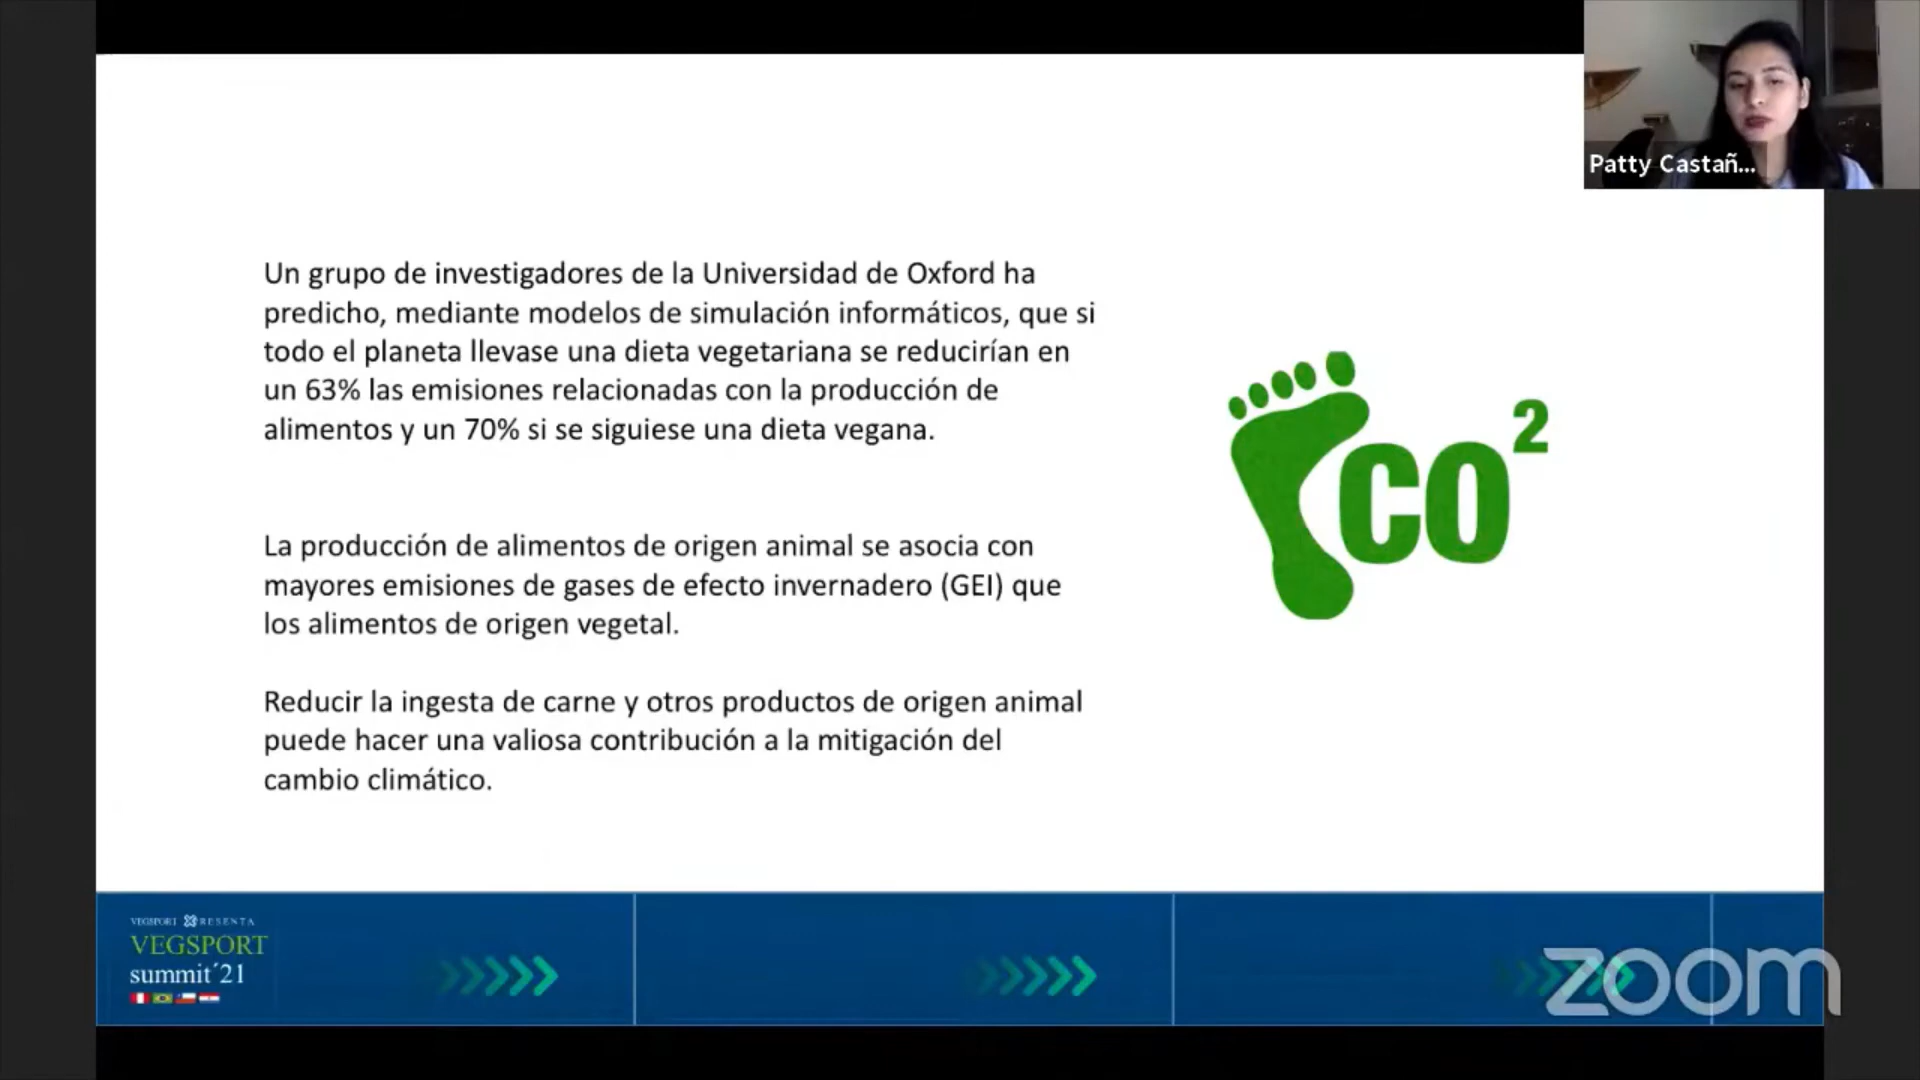 Patty Castañ...
Un grupo de investigadores de la Universidad de Oxford ha
predicho, mediante modelos de simulación informáticos, que si
todo el planeta llevase una dieta vegetariana se reducirían en
un 63% las emisiones relacionadas con la producción de
alimentos y un 70% si se siguiese una dieta vegana.
CO²
La producción de alimentos de origen animal se asocia con
mayores emisiones de gases de efecto invernadero (GEI) que
los alimentos de origen vegetal.
Reducir la ingesta de carne y otros productos de origen animal
puede hacer una valiosa contribución a la mitigación del
cambio climático.
VEGSPORT RESENTA
VEGSPORT
summit´21
zoom